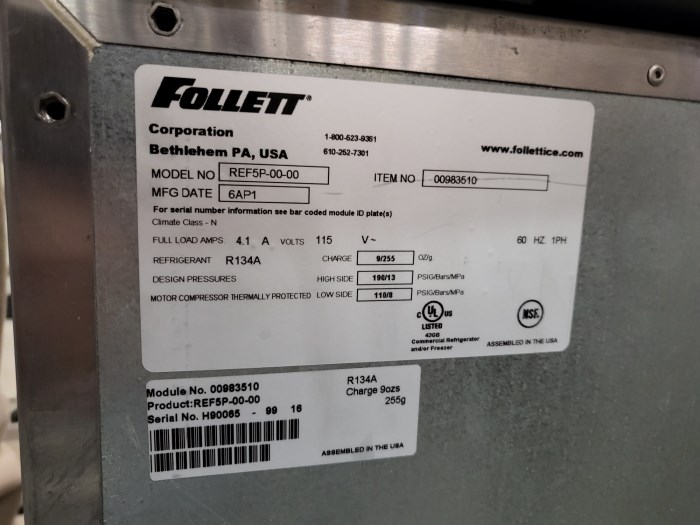 FOLLETT®
Corporation 1-800-523-9361
Bethlehem PA, USA 610-252-7301 www.follettice.com
MODEL NO REF5P-00-00 ITEM NO 00983510
MFG DATE 6AP1
For serial number information see bar coded module ID plate(s)
Climate Class - N
FULL LOAD AMPS 4.1 A VOLTS 115 V~ 60 HZ 1PH
REFRIGERANT R134A CHARGE 9/255 OZ/g
DESIGN PRESSURES HIGH SIDE 190/13 PSIG/Bars/MPa
MOTOR COMPRESSOR THERMALLY PROTECTED LOW SIDE 110/8 PSIG/Bars/MPa
c UL US NSF.
LISTED
42GB
Commercial Refrigerator
and/or Freezer ASSEMBLED IN THE USA
Module No. 00983510 R134A
Product:REF5P-00-00 Charge 9ozs
Serial No. H90065 - 99 16 255g
ASSEMBLED IN THE USA